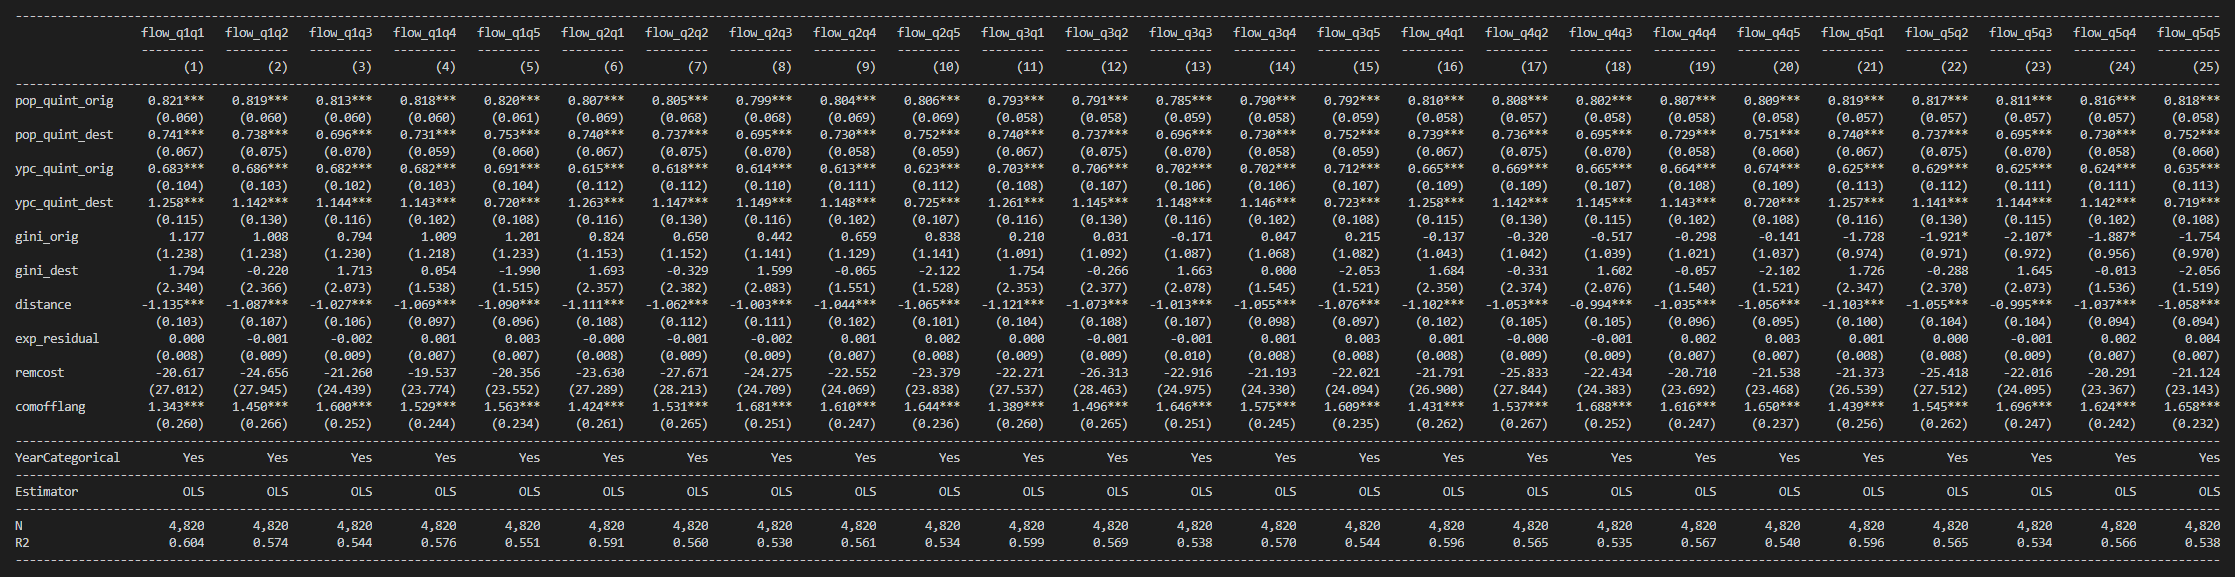 flow_q1q1 flow_q1q2 flow_q1q3 flow_q1q4 flow_q1q5 flow_q2q1 flow_q2q2 flow_q2q3 flow_q2q4 flow_q2q5 flow_q3q1 flow_q3q2 flow_q3q3 flow_q3q4 flow_q3q5 flow_q4q1 flow_q4q2 flow_q4q3 flow_q4q4 flow_q4q5 flow_q5q1 flow_q5q2 flow_q5q3 flow_q5q4 flow_q5q5
(1) (2) (3) (4) (5) (6) (7) (8) (9) (10) (11) (12) (13) (14) (15) (16) (17) (18) (19) (20) (21) (22) (23) (24) (25)
pop_quint_orig 0.821*** 0.819*** 0.813*** 0.818*** 0.820*** 0.807*** 0.805*** 0.799*** 0.804*** 0.806*** 0.793*** 0.791*** 0.785*** 0.790*** 0.792*** 0.810*** 0.808*** 0.802*** 0.807*** 0.809*** 0.819*** 0.817*** 0.811*** 0.816*** 0.818***
(0.060) (0.060) (0.060) (0.060) (0.061) (0.069) (0.068) (0.068) (0.069) (0.069) (0.058) (0.058) (0.059) (0.058) (0.059) (0.058) (0.058) (0.058) (0.058) (0.058) (0.057) (0.057) (0.057) (0.057) (0.058)
pop_quint_dest 0.741*** 0.738*** 0.696*** 0.731*** 0.753*** 0.740*** 0.737*** 0.695*** 0.730*** 0.752*** 0.740*** 0.737*** 0.696*** 0.730*** 0.752*** 0.739*** 0.736*** 0.695*** 0.729*** 0.751*** 0.740*** 0.737*** 0.695*** 0.730*** 0.752***
(0.067) (0.075) (0.070) (0.059) (0.060) (0.067) (0.075) (0.070) (0.058) (0.059) (0.067) (0.075) (0.070) (0.058) (0.059) (0.067) (0.075) (0.070) (0.058) (0.060) (0.067) (0.075) (0.070) (0.058) (0.060)
ypc_quint_orig 0.683*** 0.686*** 0.682*** 0.682*** 0.691*** 0.615*** 0.618*** 0.614*** 0.613*** 0.623*** 0.703*** 0.706*** 0.702*** 0.702*** 0.712*** 0.665*** 0.669*** 0.665*** 0.664*** 0.674*** 0.625*** 0.629*** 0.625*** 0.624*** 0.635***
(0.104) (0.103) (0.102) (0.103) (0.104) (0.112) (0.112) (0.110) (0.111) (0.112) (0.108) (0.107) (0.106) (0.106) (0.107) (0.109) (0.109) (0.107) (0.108) (0.109) (0.113) (0.112) (0.111) (0.111) (0.113)
ypc_quint_dest 1.258*** 1.142*** 1.144*** 1.143*** 0.720*** 1.263*** 1.147*** 1.149*** 1.148*** 0.725*** 1.261*** 1.145*** 1.148*** 1.146*** 0.723*** 1.258*** 1.142*** 1.145*** 1.143*** 0.720*** 1.257*** 1.141*** 1.144*** 1.142*** 0.719***
(0.115) (0.130) (0.116) (0.102) (0.108) (0.116) (0.130) (0.116) (0.102) (0.107) (0.116) (0.130) (0.116) (0.102) (0.108) (0.115) (0.130) (0.115) (0.102) (0.108) (0.116) (0.130) (0.115) (0.102) (0.108)
gini_orig 1.177 1.008 0.794 1.009 1.201 0.824 0.650 0.442 0.659 0.838 0.210 0.031 -0.171 0.047 0.215 -0.137 -0.320 -0.517 -0.298 -0.141 -1.728 -1.921* -2.107* -1.887* -1.754
(1.238) (1.238) (1.230) (1.218) (1.233) (1.153) (1.152) (1.141) (1.129) (1.141) (1.091) (1.092) (1.087) (1.068) (1.082) (1.043) (1.042) (1.039) (1.021) (1.037) (0.974) (0.971) (0.972) (0.956) (0.970)
gini_dest 1.794 -0.220 1.713 0.054 -1.990 1.693 -0.329 1.599 -0.065 -2.122 1.754 -0.266 1.663 0.000 -2.053 1.684 -0.331 1.602 -0.057 -2.102 1.726 -0.288 1.645 -0.013 -2.056
(2.340) (2.366) (2.073) (1.538) (1.515) (2.357) (2.382) (2.083) (1.551) (1.528) (2.353) (2.377) (2.078) (1.545) (1.521) (2.350) (2.374) (2.076) (1.540) (1.521) (2.347) (2.370) (2.073) (1.536) (1.519)
distance -1.135*** -1.087*** -1.027*** -1.069*** -1.090*** -1.111*** -1.062*** -1.003*** -1.044*** -1.065*** -1.121*** -1.073*** -1.013*** -1.055*** -1.076*** -1.102*** -1.053*** -0.994*** -1.035*** -1.056*** -1.103*** -1.055*** -0.995*** -1.037*** -1.058***
(0.103) (0.107) (0.106) (0.097) (0.096) (0.108) (0.112) (0.111) (0.102) (0.101) (0.104) (0.108) (0.107) (0.098) (0.097) (0.102) (0.105) (0.105) (0.096) (0.095) (0.100) (0.104) (0.104) (0.094) (0.094)
exp_residual 0.000 -0.001 -0.002 0.001 0.003 -0.000 -0.001 -0.002 0.001 0.002 0.000 -0.001 -0.001 0.001 0.003 0.001 -0.000 -0.001 0.002 0.003 0.001 0.000 -0.001 0.002 0.004
(0.008) (0.009) (0.009) (0.007) (0.007) (0.008) (0.009) (0.009) (0.007) (0.008) (0.009) (0.009) (0.010) (0.008) (0.008) (0.008) (0.008) (0.009) (0.007) (0.007) (0.008) (0.008) (0.009) (0.007) (0.007)
remcost -20.617 -24.656 -21.260 -19.537 -20.356 -23.630 -27.671 -24.275 -22.552 -23.379 -22.271 -26.313 -22.916 -21.193 -22.021 -21.791 -25.833 -22.434 -20.710 -21.538 -21.373 -25.418 -22.016 -20.291 -21.124
(27.012) (27.945) (24.439) (23.774) (23.552) (27.289) (28.213) (24.709) (24.069) (23.838) (27.537) (28.463) (24.975) (24.330) (24.094) (26.900) (27.844) (24.383) (23.692) (23.468) (26.539) (27.512) (24.095) (23.367) (23.143)
comofflang 1.343*** 1.450*** 1.600*** 1.529*** 1.563*** 1.424*** 1.531*** 1.681*** 1.610*** 1.644*** 1.389*** 1.496*** 1.646*** 1.575*** 1.609*** 1.431*** 1.537*** 1.688*** 1.616*** 1.650*** 1.439*** 1.545*** 1.696*** 1.624*** 1.658***
(0.260) (0.266) (0.252) (0.244) (0.234) (0.261) (0.265) (0.251) (0.247) (0.236) (0.260) (0.265) (0.251) (0.245) (0.235) (0.262) (0.267) (0.252) (0.247) (0.237) (0.256) (0.262) (0.247) (0.242) (0.232)
YearCategorical Yes Yes Yes Yes Yes Yes Yes Yes Yes Yes Yes Yes Yes Yes Yes Yes Yes Yes Yes Yes Yes Yes Yes Yes Yes
Estimator OLS OLS OLS OLS OLS OLS OLS OLS OLS OLS OLS OLS OLS OLS OLS OLS OLS OLS OLS OLS OLS OLS OLS OLS OLS
N 4,820 4,820 4,820 4,820 4,820 4,820 4,820 4,820 4,820 4,820 4,820 4,820 4,820 4,820 4,820 4,820 4,820 4,820 4,820 4,820 4,820 4,820 4,820 4,820 4,820
R2 0.604 0.574 0.544 0.576 0.551 0.591 0.560 0.530 0.561 0.534 0.599 0.569 0.538 0.570 0.544 0.596 0.565 0.535 0.567 0.540 0.596 0.565 0.534 0.566 0.538